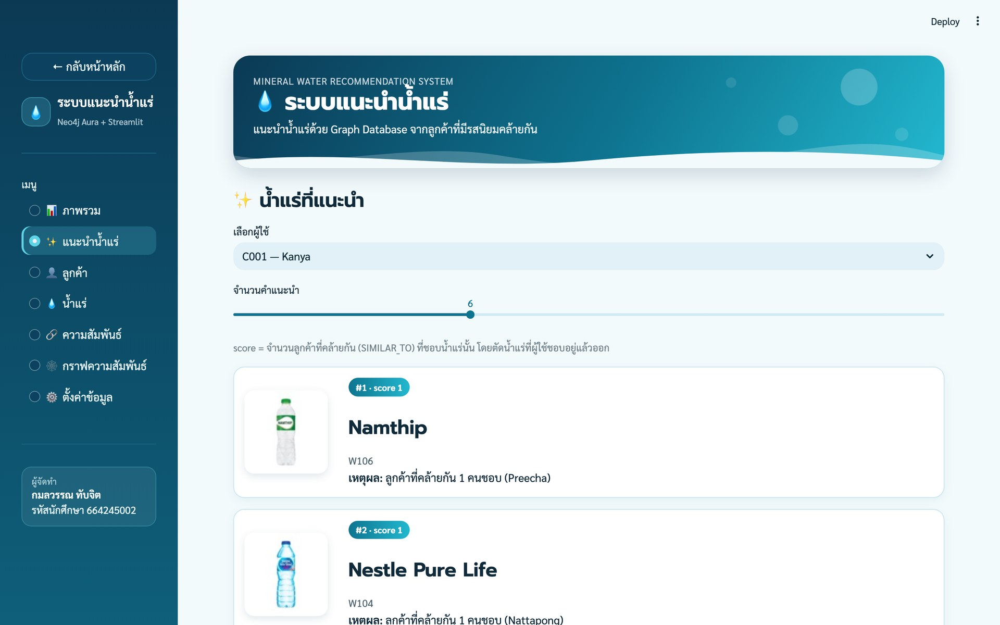 Deploy
← กลับหน้าหลัก
ระบบแนะนำน้ำแร่
Neo4j Aura + Streamlit
เมนู
ภาพรวม
แนะนำน้ำแร่
ลูกค้า
น้ำแร่
ความสัมพันธ์
กราฟความสัมพันธ์
ตั้งค่าข้อมูล
ผู้จัดทำ
กมลวรรณ ทับจิต
รหัสนักศึกษา 664245002
MINERAL WATER RECOMMENDATION SYSTEM
ระบบแนะนำน้ำแร่
แนะนำน้ำแร่ด้วย Graph Database จากลูกค้าที่มีรสนิยมคล้ายกัน
น้ำแร่ที่แนะนำ
เลือกผู้ใช้
C001 — Kanya
จำนวนคำแนะนำ
6
score = จำนวนลูกค้าที่คล้ายกัน (SIMILAR_TO) ที่ชอบน้ำแร่นั้น โดยตัดน้ำแร่ที่ผู้ใช้ชอบอยู่แล้วออก
#1 · score 1
NAMTHIP
Namthip
W106
เหตุผล: ลูกค้าที่คล้ายกัน 1 คนชอบ (Preecha)
#2 · score 1
Nestle Pure Life
W104
เหตุผล: ลูกค้าที่คล้ายกัน 1 คนชอบ (Nattapong)